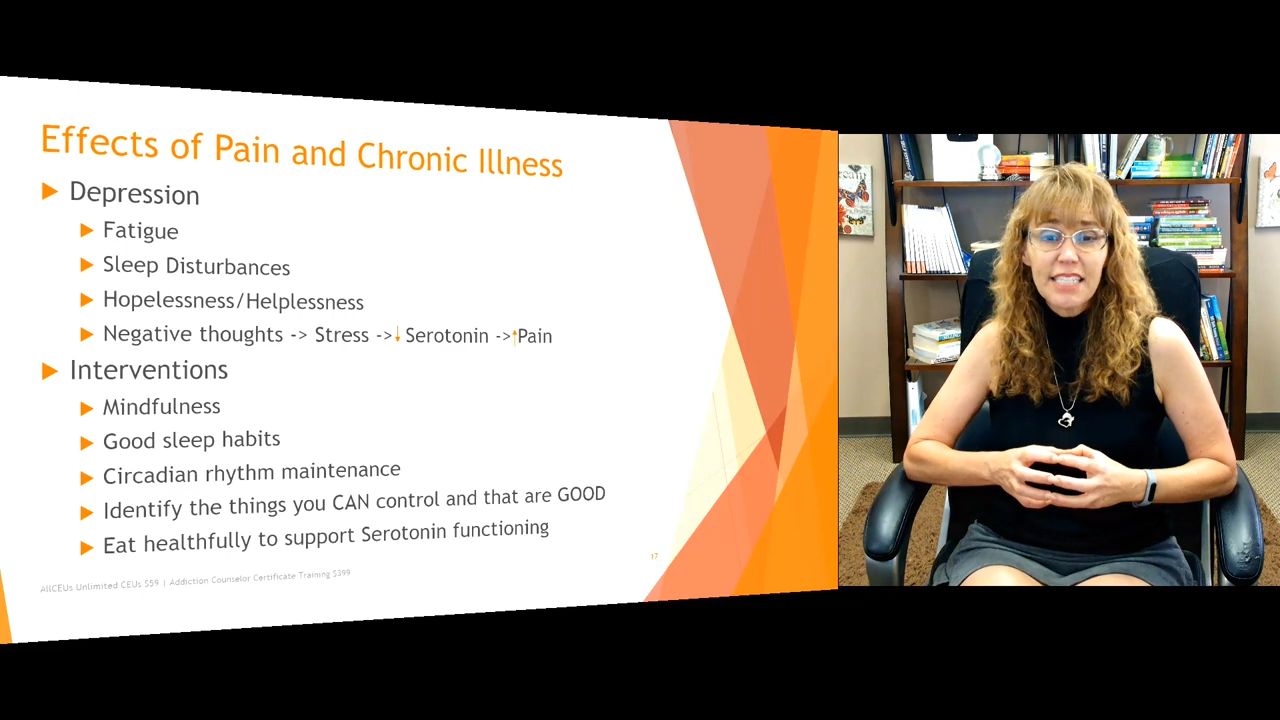 Effects of Pain and Chronic Illness
Depression
Fatigue
Sleep Disturbances
Hopelessness/Helplessness
Negative thoughts -> Stress ->↓ Serotonin ->↑Pain
Interventions
Mindfulness
Good sleep habits
Circadian rhythm maintenance
Identify the things you CAN control and that are GOOD
Eat healthfully to support Serotonin functioning
17
AllCEUs Unlimited CEUs $59 | Addiction Counselor Certificate Training $399